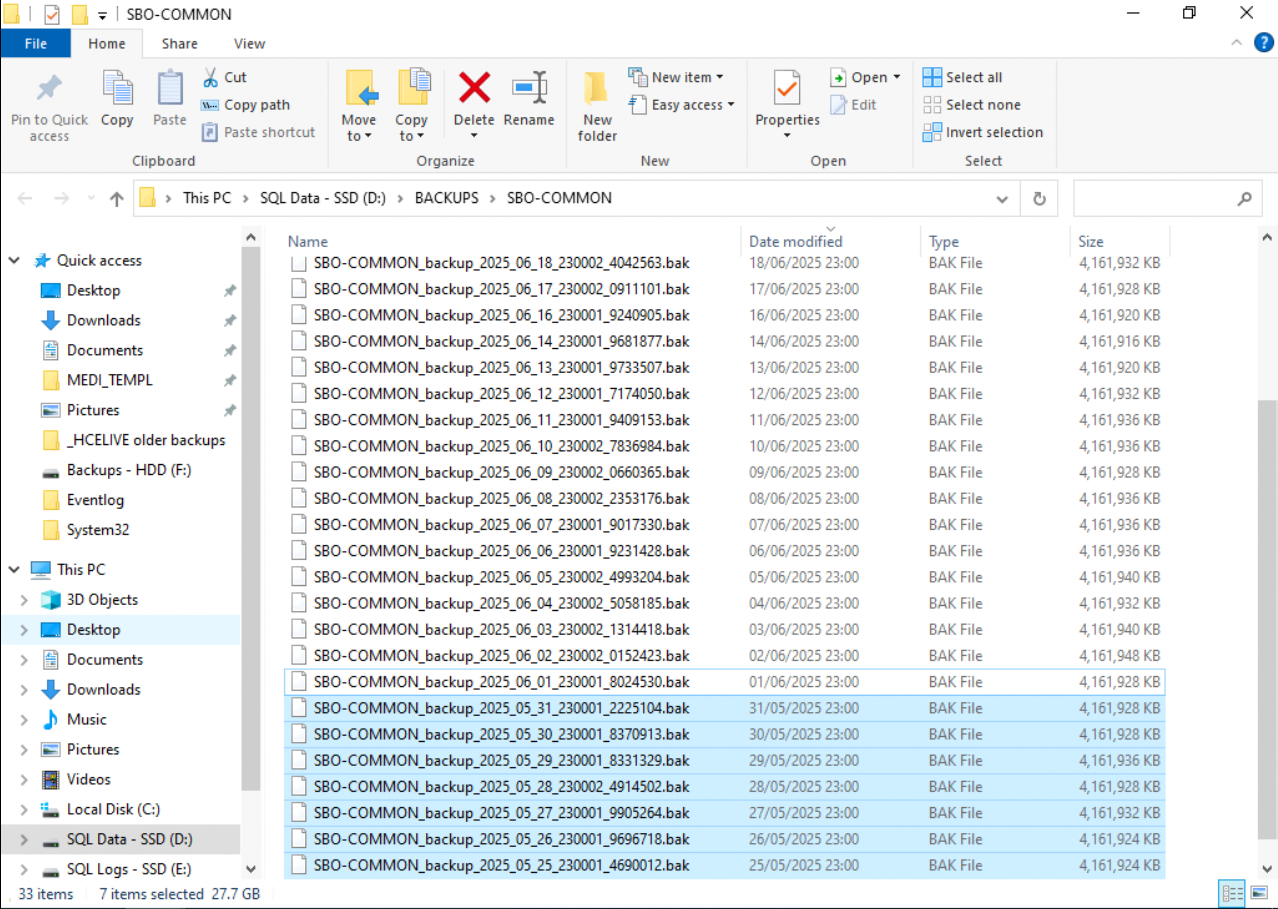 SBO-COMMON
File Home Share View
Pin to Quick access
Copy
Paste
Cut
Copy path
Paste shortcut
Clipboard
Move to
Copy to
Delete
Rename
Organize
New folder
New item
Easy access
New
Properties
Open
Edit
Open
Select all
Select none
Invert selection
Select
This PC > SQL Data - SSD (D:) > BACKUPS > SBO-COMMON
Quick access
Desktop
Downloads
Documents
MEDI_TEMPL
Pictures
_HCELIVE older backups
Backups - HDD (F:)
Eventlog
System32
This PC
3D Objects
Desktop
Documents
Downloads
Music
Pictures
Videos
Local Disk (C:)
SQL Data - SSD (D:)
SQL Logs - SSD (E:)
Name Date modified Type Size
SBO-COMMON_backup_2025_06_18_230002_4042563.bak 18/06/2025 23:00 BAK File 4,161,932 KB
SBO-COMMON_backup_2025_06_17_230002_0911101.bak 17/06/2025 23:00 BAK File 4,161,928 KB
SBO-COMMON_backup_2025_06_16_230001_9240905.bak 16/06/2025 23:00 BAK File 4,161,920 KB
SBO-COMMON_backup_2025_06_14_230001_9681877.bak 14/06/2025 23:00 BAK File 4,161,916 KB
SBO-COMMON_backup_2025_06_13_230001_9733507.bak 13/06/2025 23:00 BAK File 4,161,920 KB
SBO-COMMON_backup_2025_06_12_230001_7174050.bak 12/06/2025 23:00 BAK File 4,161,932 KB
SBO-COMMON_backup_2025_06_11_230001_9409153.bak 11/06/2025 23:00 BAK File 4,161,936 KB
SBO-COMMON_backup_2025_06_10_230002_7836984.bak 10/06/2025 23:00 BAK File 4,161,936 KB
SBO-COMMON_backup_2025_06_09_230002_0660365.bak 09/06/2025 23:00 BAK File 4,161,928 KB
SBO-COMMON_backup_2025_06_08_230002_2353176.bak 08/06/2025 23:00 BAK File 4,161,936 KB
SBO-COMMON_backup_2025_06_07_230001_9017330.bak 07/06/2025 23:00 BAK File 4,161,936 KB
SBO-COMMON_backup_2025_06_06_230001_9231428.bak 06/06/2025 23:00 BAK File 4,161,936 KB
SBO-COMMON_backup_2025_06_05_230002_4993204.bak 05/06/2025 23:00 BAK File 4,161,940 KB
SBO-COMMON_backup_2025_06_04_230002_5058185.bak 04/06/2025 23:00 BAK File 4,161,932 KB
SBO-COMMON_backup_2025_06_03_230002_1314418.bak 03/06/2025 23:00 BAK File 4,161,940 KB
SBO-COMMON_backup_2025_06_02_230002_0152423.bak 02/06/2025 23:00 BAK File 4,161,948 KB
SBO-COMMON_backup_2025_06_01_230001_8024530.bak 01/06/2025 23:00 BAK File 4,161,928 KB
SBO-COMMON_backup_2025_05_31_230001_2225104.bak 31/05/2025 23:00 BAK File 4,161,928 KB
SBO-COMMON_backup_2025_05_30_230001_8370913.bak 30/05/2025 23:00 BAK File 4,161,928 KB
SBO-COMMON_backup_2025_05_29_230001_8331329.bak 29/05/2025 23:00 BAK File 4,161,936 KB
SBO-COMMON_backup_2025_05_28_230002_4914502.bak 28/05/2025 23:00 BAK File 4,161,928 KB
SBO-COMMON_backup_2025_05_27_230001_9905264.bak 27/05/2025 23:00 BAK File 4,161,932 KB
SBO-COMMON_backup_2025_05_26_230001_9696718.bak 26/05/2025 23:00 BAK File 4,161,924 KB
SBO-COMMON_backup_2025_05_25_230001_4690012.bak 25/05/2025 23:00 BAK File 4,161,924 KB
33 items 7 items selected 27.7 GB